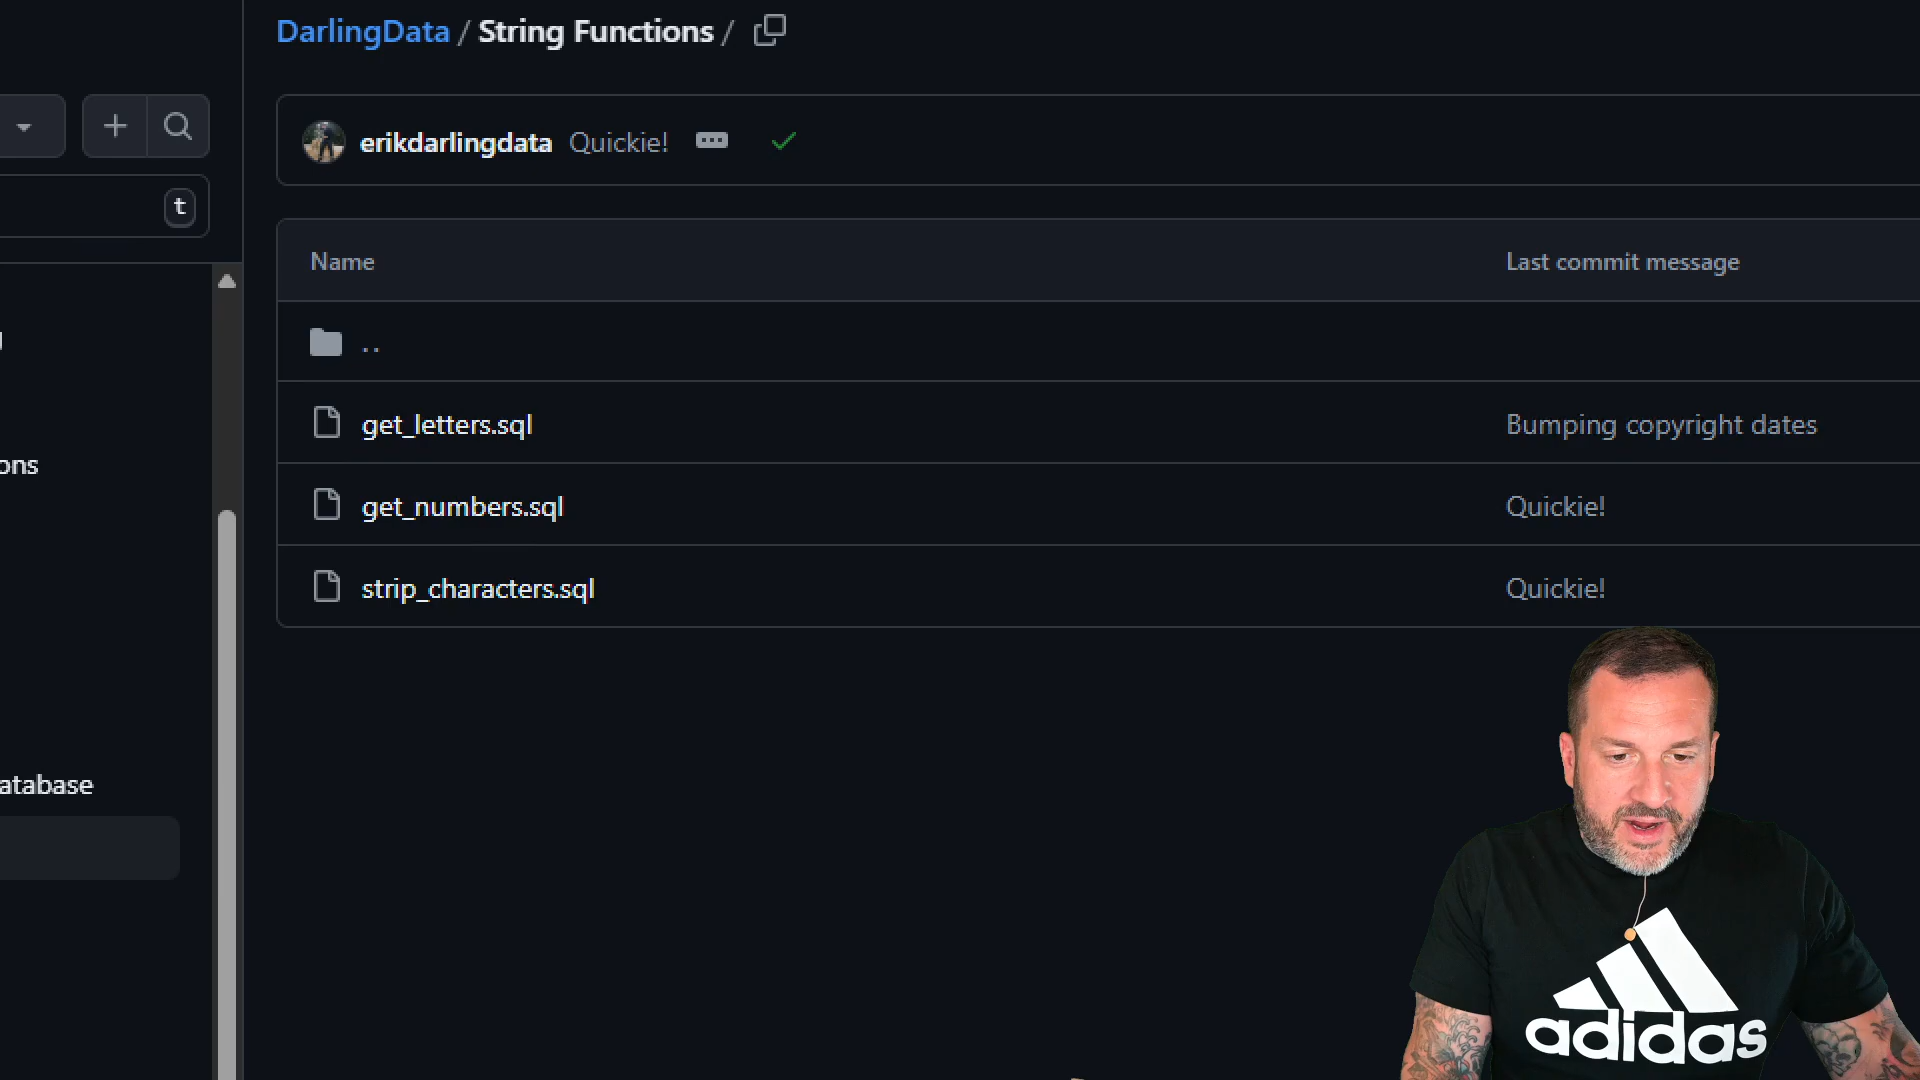 DarlingData / String Functions /
erikdarlingdata Quickie!
t
Name Last commit message
..
ons
get_letters.sql Bumping copyright dates
get_numbers.sql Quickie!
strip_characters.sql Quickie!
atabase
adidas